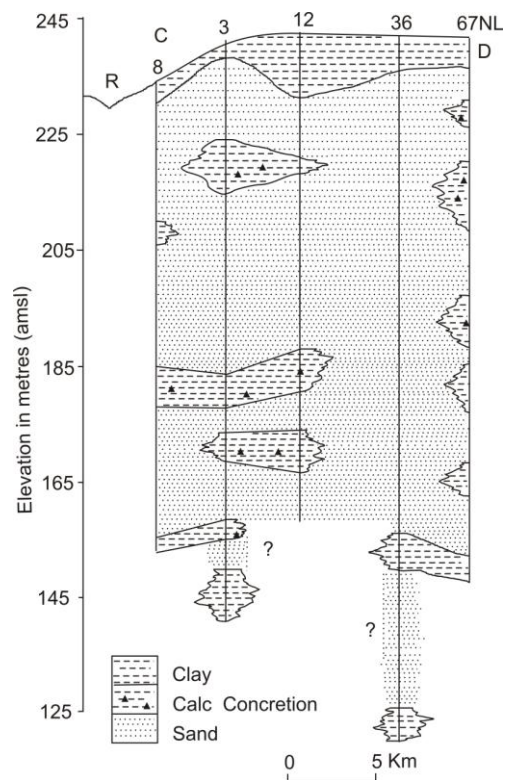 245
C
3
12
36
67NL
D
8
R
225
205
185
165
145
125
Elevation in metres (amsl)
?
?
Clay
Calc Concretion
Sand
0 5 Km